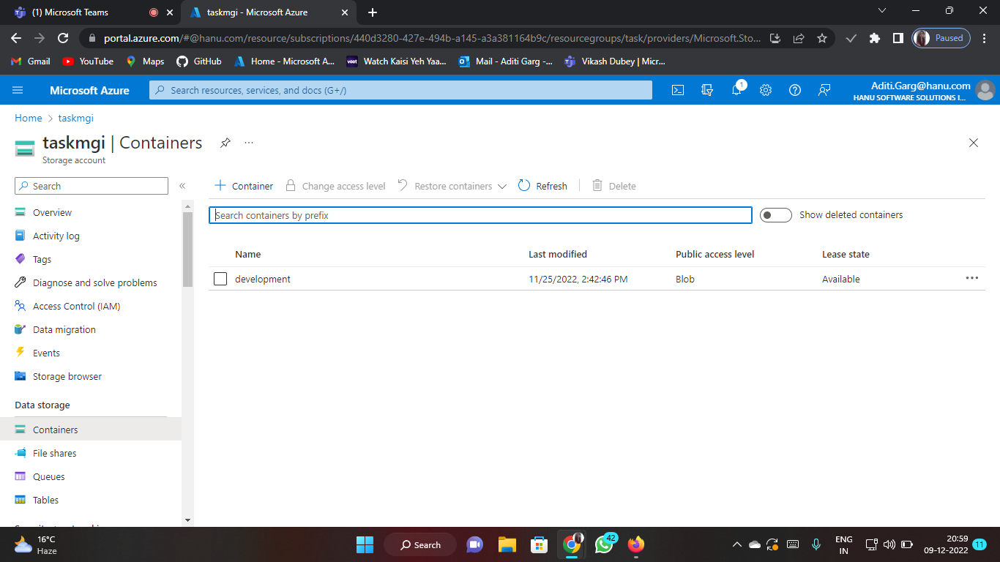 (1) Microsoft Teams
taskmgi - Microsoft Azure
portal.azure.com/#@hanu.com/resource/subscriptions/440d3280-427e-494b-a145-a3a381164b9c/resourcegroups/task/providers/Microsoft.Sto...
Paused
Gmail YouTube Maps GitHub Home - Microsoft A... voot Watch Kaisi Yeh Yaa... Mail - Aditi Garg -... Vikash Dubey | Micr...
Microsoft Azure
Search resources, services, and docs (G+/)
1
Aditi.Garg@hanu.com
HANU SOFTWARE SOLUTIONS I...
Home > taskmgi
taskmgi | Containers
Storage account
Search
Container Change access level Restore containers Refresh Delete
Search containers by prefix
Show deleted containers
Overview
Activity log
Tags
Diagnose and solve problems
Access Control (IAM)
Data migration
Events
Storage browser
Data storage
Containers
File shares
Queues
Tables
Name Last modified Public access level Lease state
development 11/25/2022, 2:42:46 PM Blob Available
16°C
Haze
Search
42
ENG
IN
20:59
09-12-2022
11